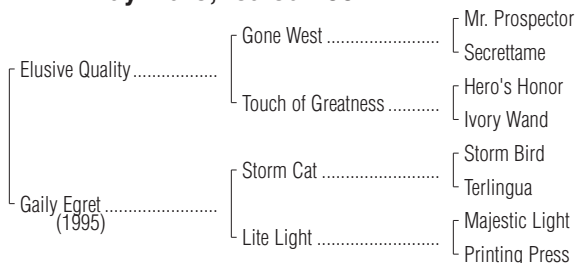 Mr. Prospector
Gone West ........................
Secrettame
Elusive Quality..................
Hero's Honor
Touch of Greatness ...........
Ivory Wand
Storm Bird
Storm Cat .........................
Terlingua
Gaily Egret ........................
(1995)
Majestic Light
Lite Light ..........................
Printing Press